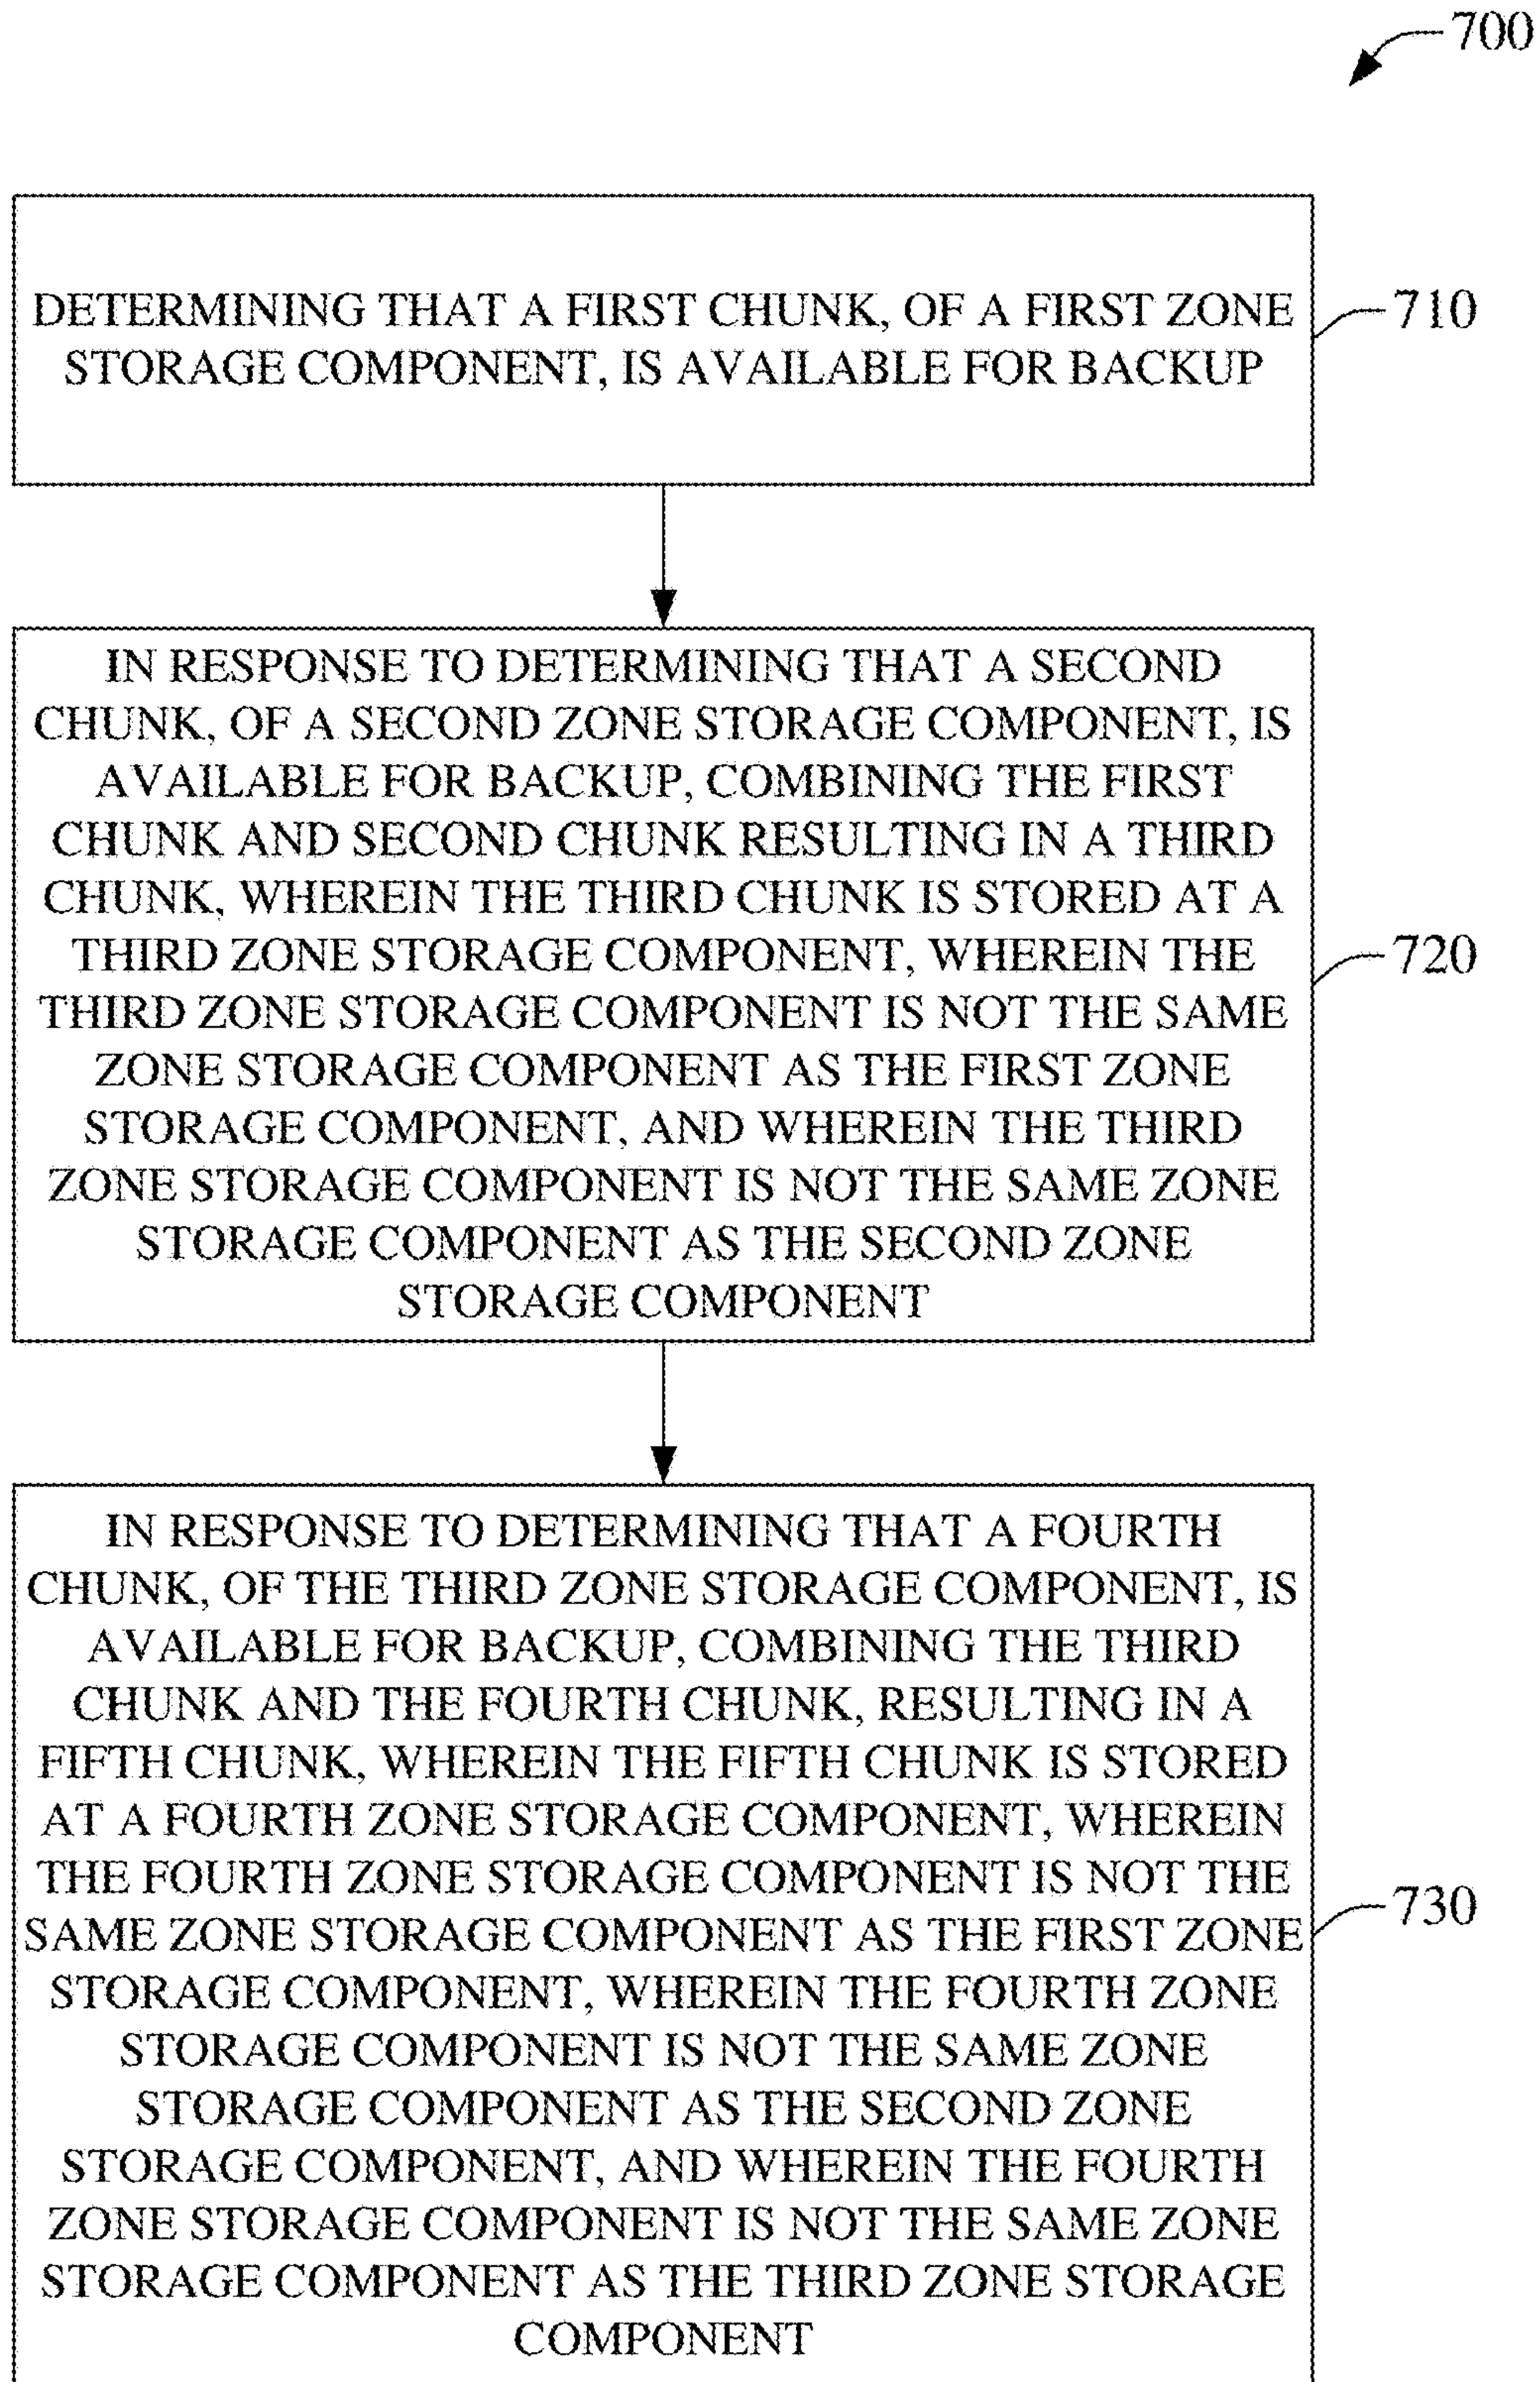 700
DETERMINING THAT A FIRST CHUNK, OF A FIRST ZONE
STORAGE COMPONENT, IS AVAILABLE FOR BACKUP
710
IN RESPONSE TO DETERMINING THAT A SECOND
CHUNK, OF A SECOND ZONE STORAGE COMPONENT, IS
AVAILABLE FOR BACKUP, COMBINING THE FIRST
CHUNK AND SECOND CHUNK RESULTING IN A THIRD
CHUNK, WHEREIN THE THIRD CHUNK IS STORED AT A
THIRD ZONE STORAGE COMPONENT, WHEREIN THE
THIRD ZONE STORAGE COMPONENT IS NOT THE SAME
ZONE STORAGE COMPONENT AS THE FIRST ZONE
STORAGE COMPONENT, AND WHEREIN THE THIRD
ZONE STORAGE COMPONENT IS NOT THE SAME ZONE
STORAGE COMPONENT AS THE SECOND ZONE
STORAGE COMPONENT
720
IN RESPONSE TO DETERMINING THAT A FOURTH
CHUNK, OF THE THIRD ZONE STORAGE COMPONENT, IS
AVAILABLE FOR BACKUP, COMBINING THE THIRD
CHUNK AND THE FOURTH CHUNK, RESULTING IN A
FIFTH CHUNK, WHEREIN THE FIFTH CHUNK IS STORED
AT A FOURTH ZONE STORAGE COMPONENT, WHEREIN
THE FOURTH ZONE STORAGE COMPONENT IS NOT THE
SAME ZONE STORAGE COMPONENT AS THE FIRST ZONE
STORAGE COMPONENT, WHEREIN THE FOURTH ZONE
STORAGE COMPONENT IS NOT THE SAME ZONE
STORAGE COMPONENT AS THE SECOND ZONE
STORAGE COMPONENT, AND WHEREIN THE FOURTH
ZONE STORAGE COMPONENT IS NOT THE SAME ZONE
STORAGE COMPONENT AS THE THIRD ZONE STORAGE
COMPONENT
730